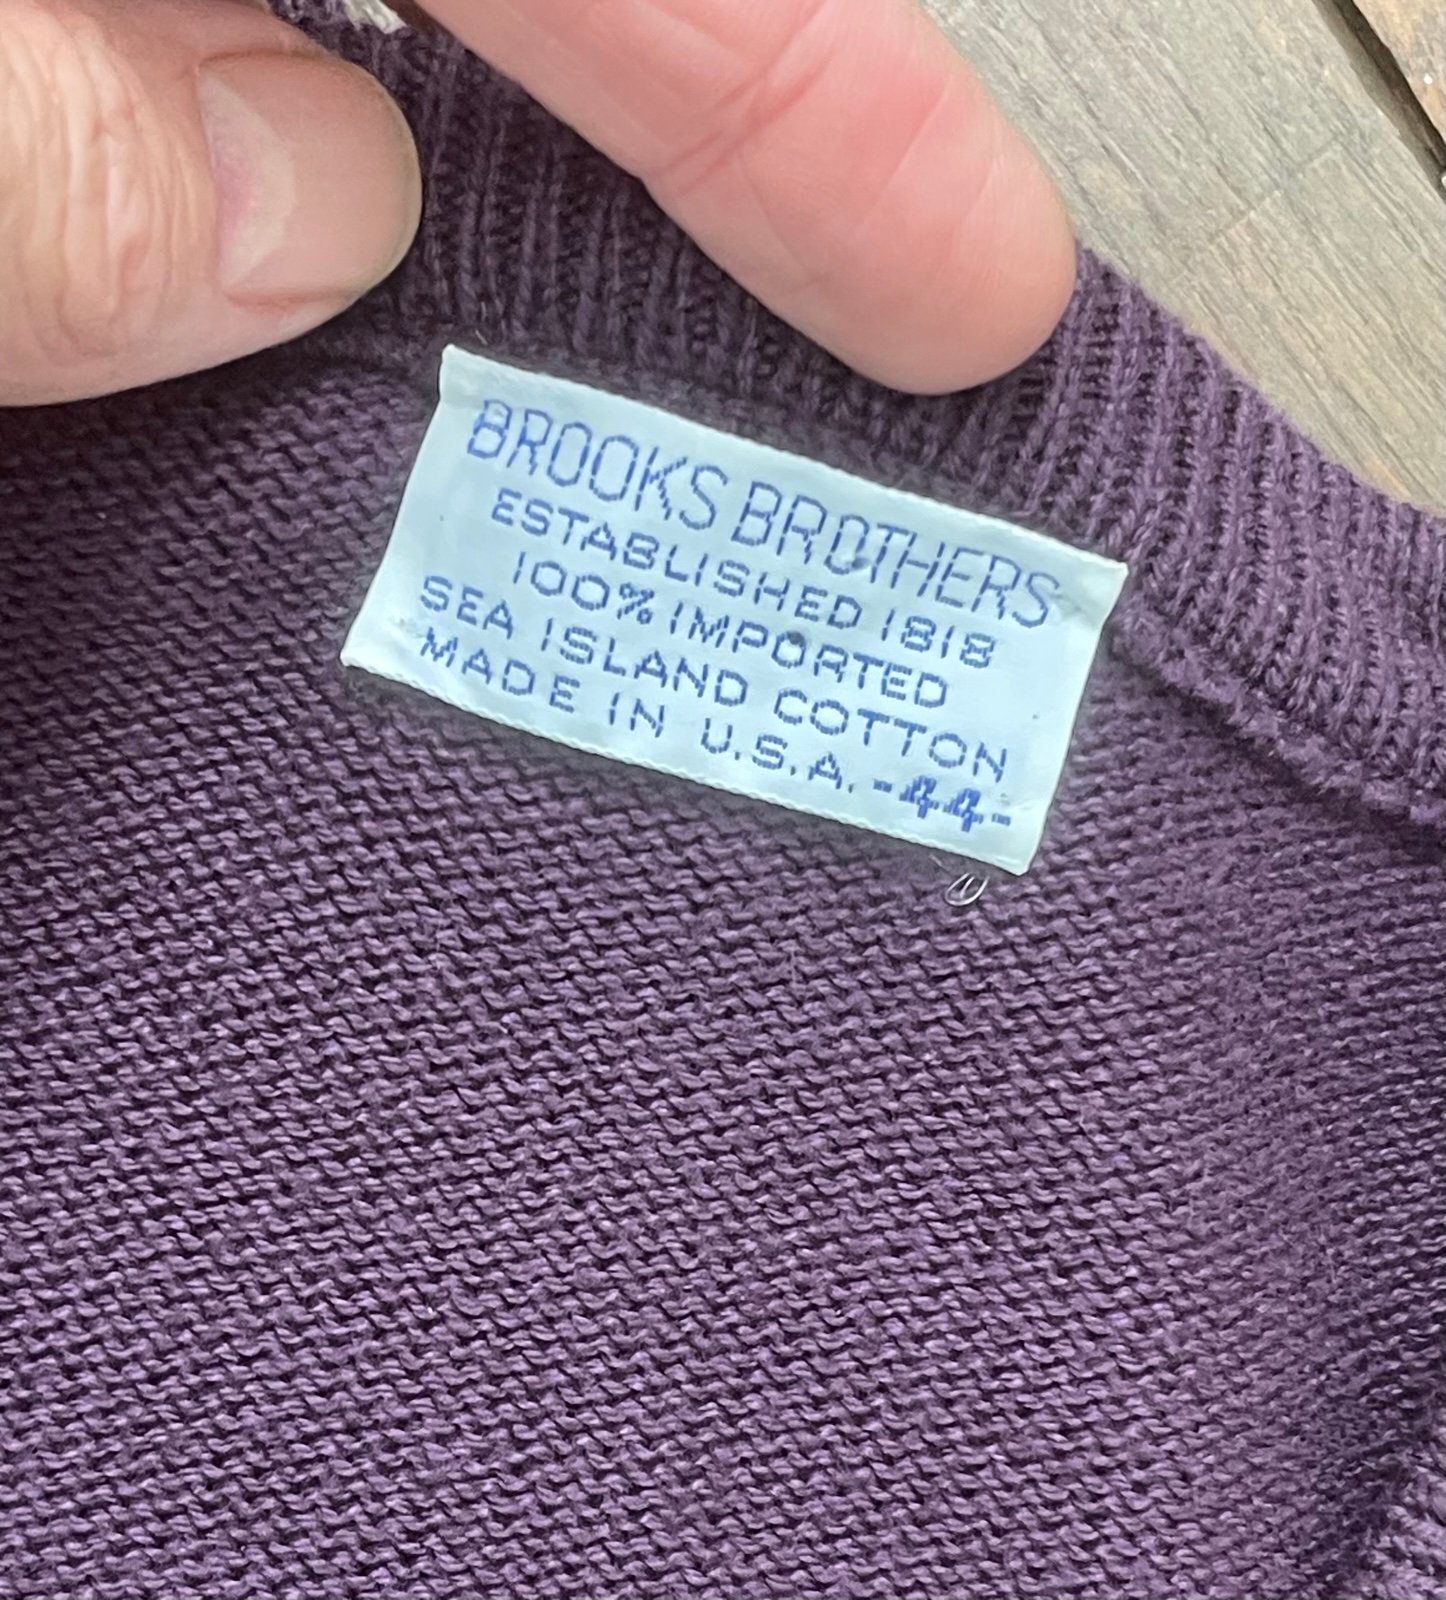 BROOKS BROTHERS
ESTABLISHED 1818
100% IMPORTED
SEA ISLAND COTTON
MADE IN U.S.A. -44-